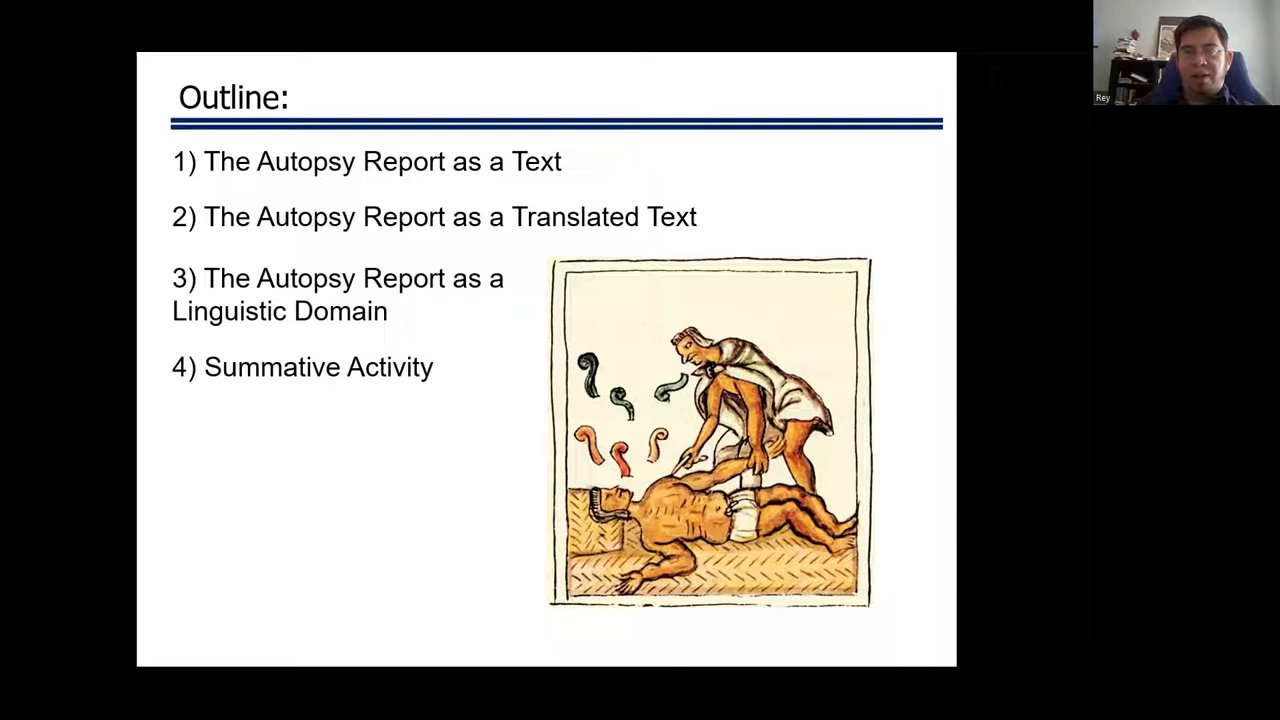 Outline:
1) The Autopsy Report as a Text
2) The Autopsy Report as a Translated Text
3) The Autopsy Report as a
Linguistic Domain
4) Summative Activity
Rey